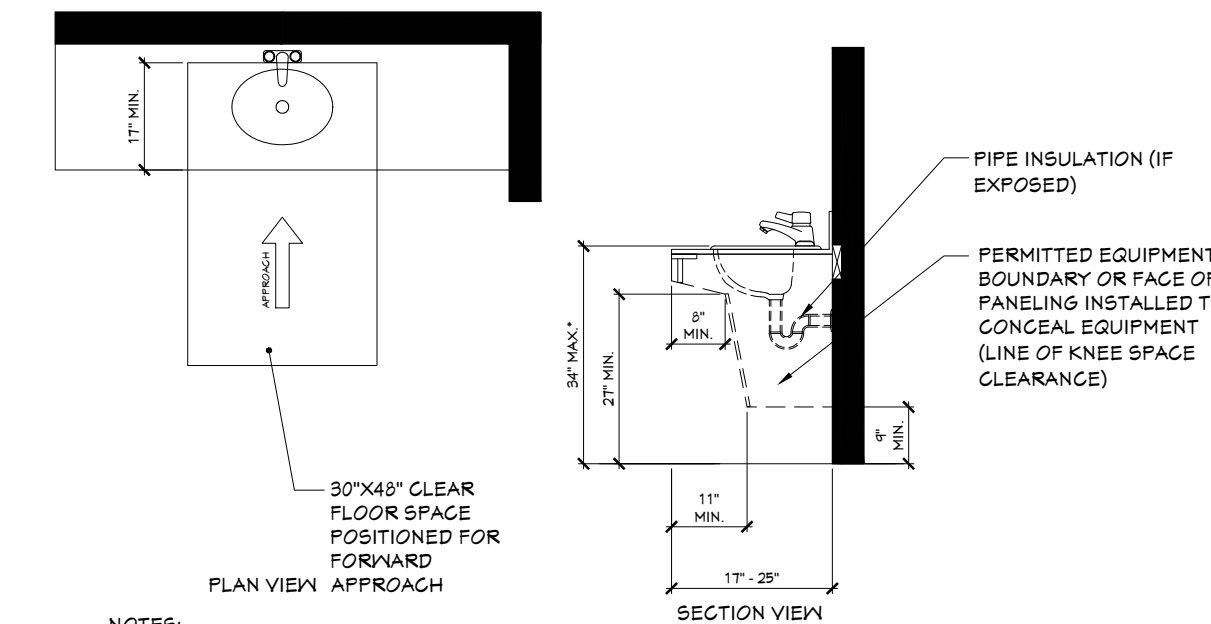 17" MIN.
APPROACH
30"X48" CLEAR
FLOOR SPACE
POSITIONED FOR
FORWARD
APPROACH
PLAN VIEW
NOTES:
PIPE INSULATION (IF
EXPOSED)
PERMITTED EQUIPMENT
BOUNDARY OR FACE OF
PANELING INSTALLED T
CONCEAL EQUIPMENT
(LINE OF KNEE SPACE
CLEARANCE)
34" MAX.*
27" MIN.
8"
MIN.
9"
MIN.
11"
MIN.
17" - 25"
SECTION VIEW